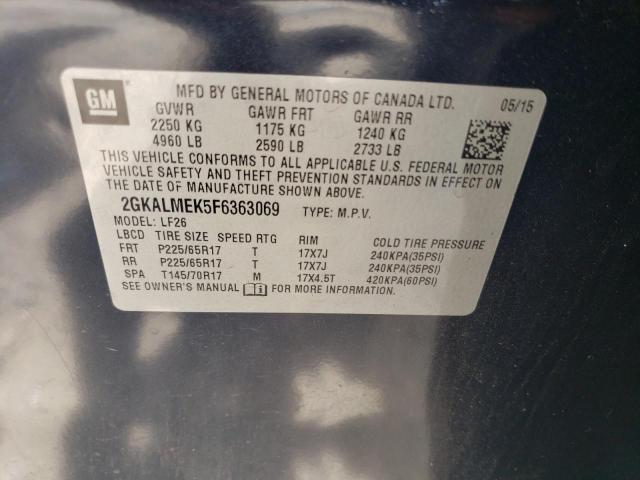 GM
MFD BY GENERAL MOTORS OF CANADA LTD. 05/15
GVWR GAWR FRT GAWR RR
2250 KG 1175 KG 1240 KG
4960 LB 2590 LB 2733 LB
THIS VEHICLE CONFORMS TO ALL APPLICABLE U.S. FEDERAL MOTOR
VEHICLE SAFETY AND THEFT PREVENTION STANDARDS IN EFFECT ON
THE DATE OF MANUFACTURE SHOWN ABOVE.
2GKALMEK5F6363069 TYPE: M.P.V.
MODEL: LF26
LBCD TIRE SIZE SPEED RTG RIM COLD TIRE PRESSURE
FRT P225/65R17 T 17X7J 240KPA(35PSI)
RR P225/65R17 T 17X7J 240KPA(35PSI)
SPA T145/70R17 M 17X4.5T 420KPA(60PSI)
SEE OWNER'S MANUAL i FOR MORE INFORMATION.